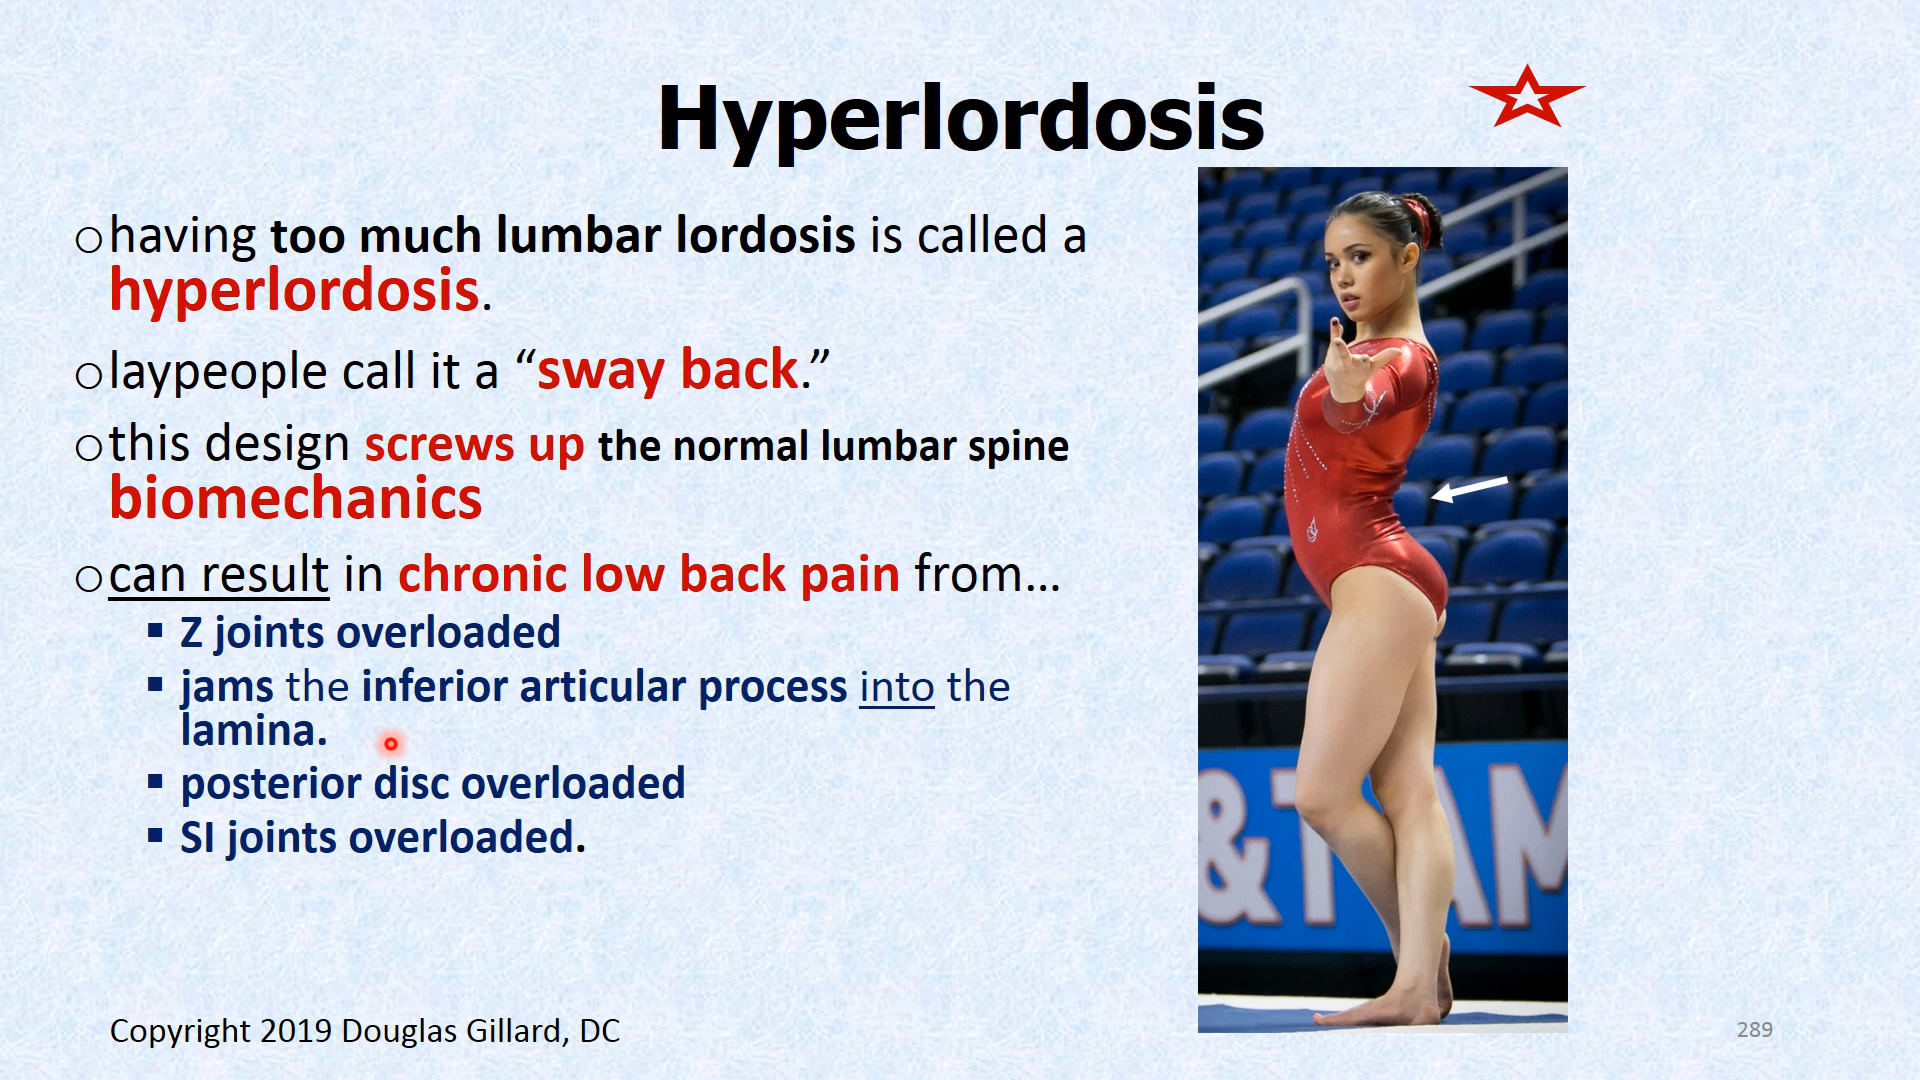 Hyperlordosis
having too much lumbar lordosis is called a
hyperlordosis.
laypeople call it a “sway back.”
this design screws up the normal lumbar spine
biomechanics
can result in chronic low back pain from...
Z joints overloaded
jams the inferior articular process into the
lamina.
posterior disc overloaded
SI joints overloaded.
&TEAM
Copyright 2019 Douglas Gillard, DC
289